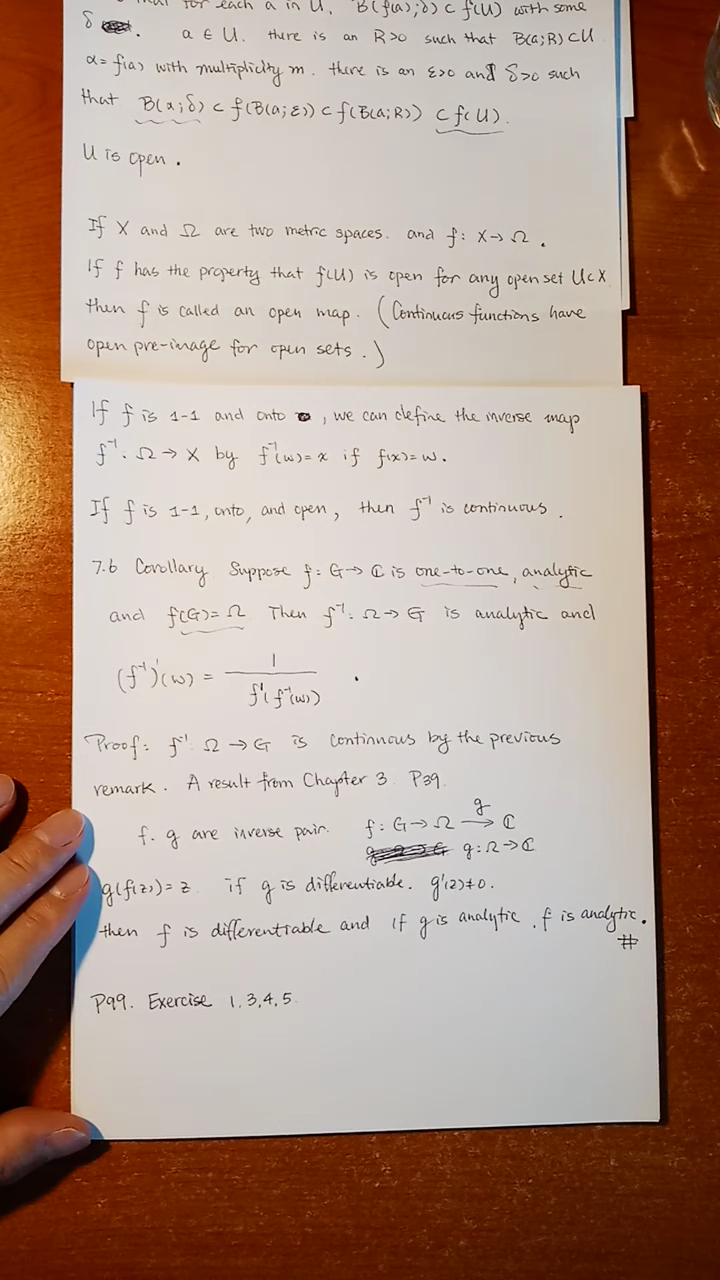 that for each a in U, B(f(a);δ) ⊂ f(U) with some
δ . a ∈ U. there is an R>0 such that B(a;R) ⊂ U
α = f(a) with multiplicity m. there is an ε>0 and δ>0 such
that B(α;δ) ⊂ f(B(a;ε)) ⊂ f(B(a;R)) ⊂ f(U).
U is open.
If X and Ω are two metric spaces. and f: X → Ω.
If f has the property that f(U) is open for any open set U⊂X
then f is called an open map. (Continuous functions have
open pre-image for open sets.)
If f is 1-1 and onto , we can define the inverse map
f⁻¹: Ω → X by f⁻¹(w) = x if f(x) = w.
If f is 1-1, onto, and open, then f⁻¹ is continuous.
7.6 Corollary Suppose f: G → ℂ is one-to-one, analytic
and f(G) = Ω Then f⁻¹: Ω → G is analytic and
(f⁻¹)'(w) = 1 / f'(f⁻¹(w)) .
Proof: f⁻¹ Ω → G is continuous by the previous
remark. A result from Chapter 3 P39.
f. g are inverse pair. f: G → Ω —g→ ℂ
g: Ω → ℂ
g(f(z)) = z. if g is differentiable. g'(z) ≠ 0.
then f is differentiable and if g is analytic. f is analytic. #
P99. Exercise 1, 3, 4, 5.